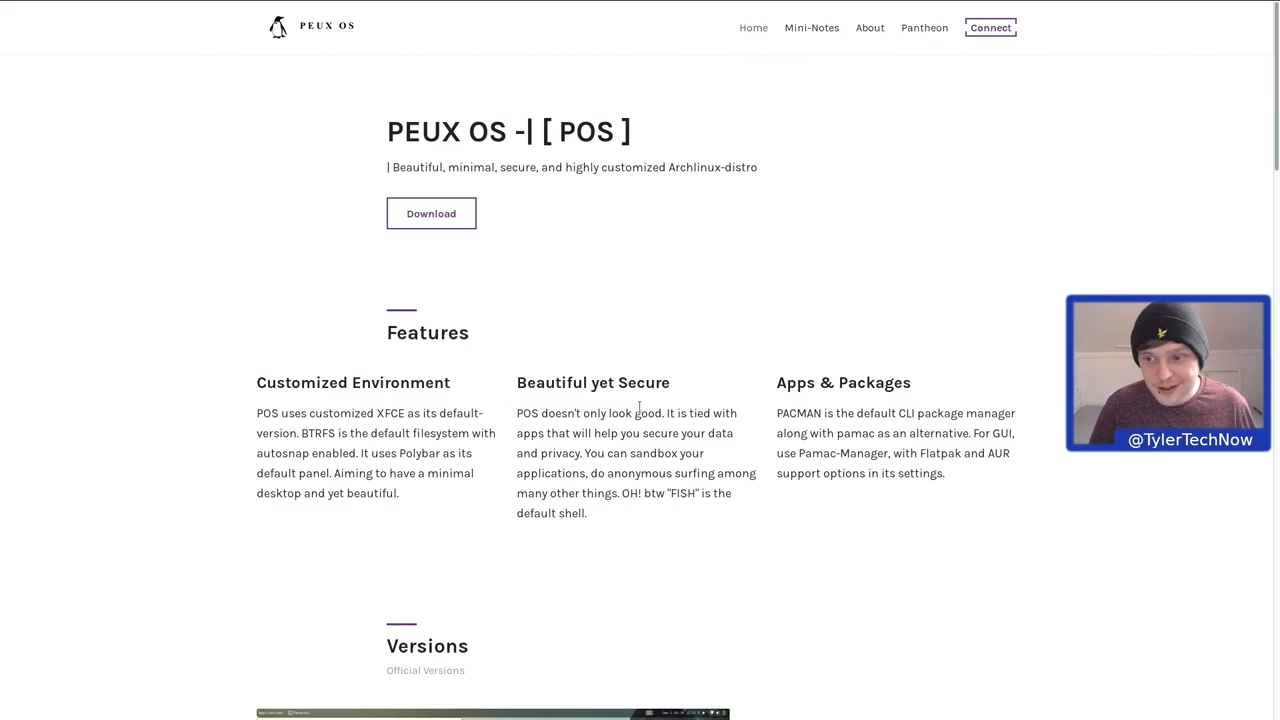 PEUX OS
Home Mini-Notes About Pantheon Connect
PEUX OS -| [ POS ]
| Beautiful, minimal, secure, and highly customized Archlinux-distro
Download
Features
Customized Environment
POS uses customized XFCE as its default-
version. BTRFS is the default filesystem with
autosnap enabled. It uses Polybar as its
default panel. Aiming to have a minimal
desktop and yet beautiful.
Beautiful yet Secure
POS doesn't only look good. It is tied with
apps that will help you secure your data
and privacy. You can sandbox your
applications, do anonymous surfing among
many other things. OH! btw "FISH" is the
default shell.
Apps & Packages
PACMAN is the default CLI package manager
along with pamac as an alternative. For GUI,
use Pamac-Manager, with Flatpak and AUR
support options in its settings.
@TylerTechNow
Versions
Official Versions